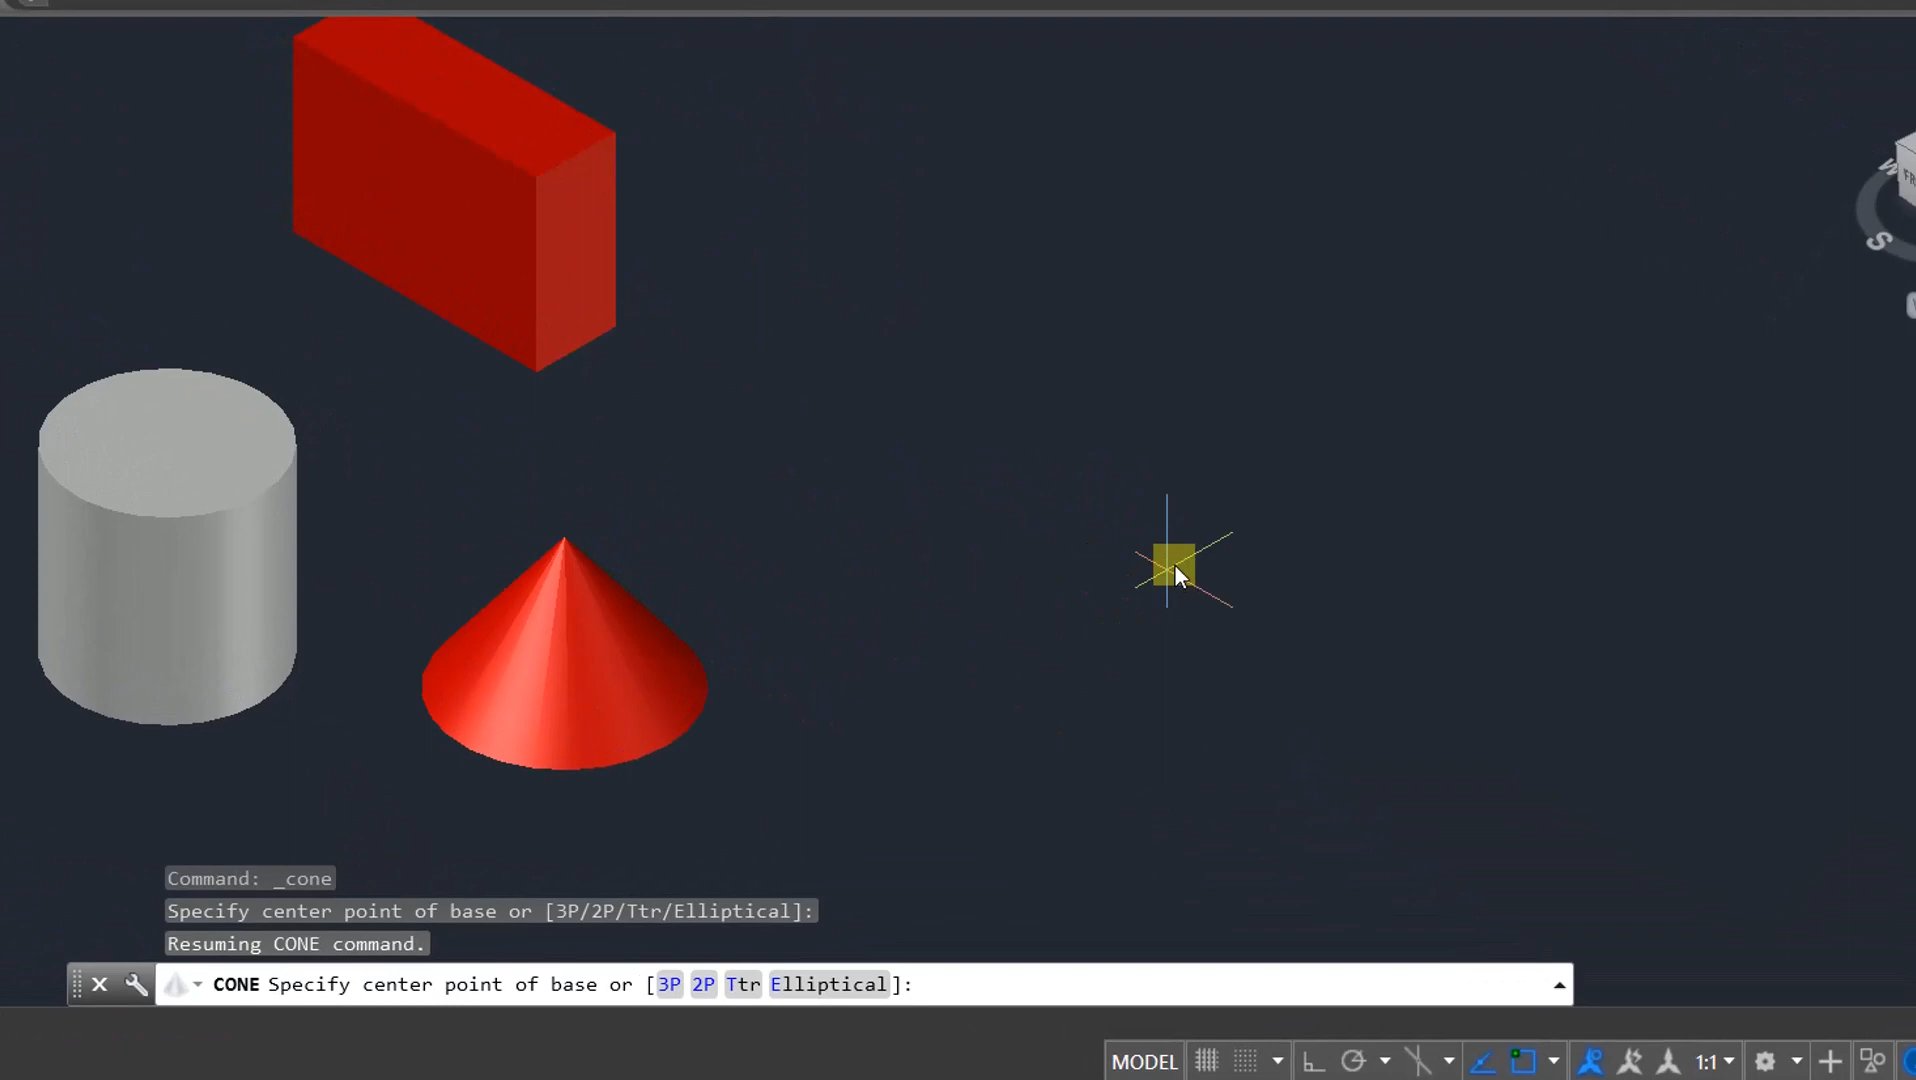 W
FR
S
Command: _cone
Specify center point of base or [3P/2P/Ttr/Elliptical]:
Resuming CONE command.
CONE Specify center point of base or [3P 2P Ttr Elliptical]:
MODEL 1:1